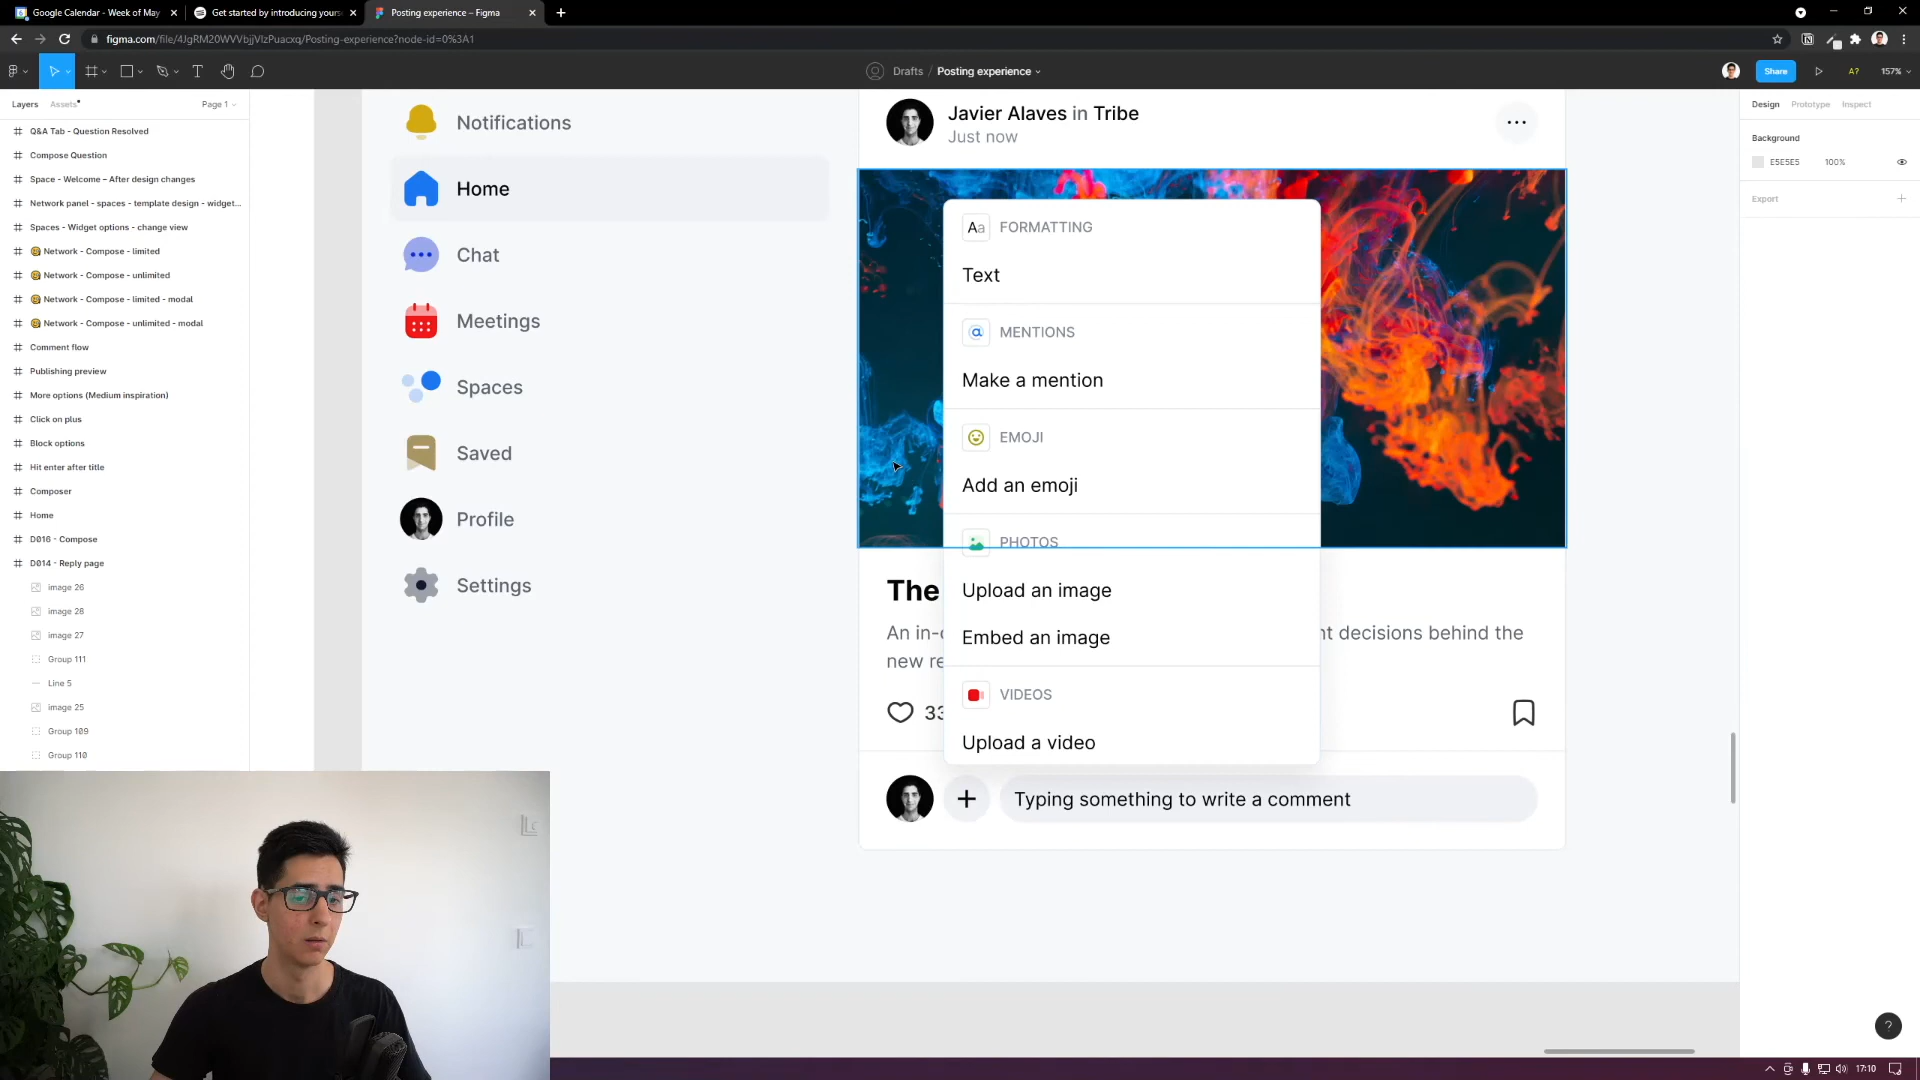 Google Calendar - Week of May
Get started by introducing yours
Posting experience – Figma
figma.com/file/4JgRM20WVVbjjVIzPuacxq/Posting-experience?node-id=0%3A1
Drafts / Posting experience
Share
A?
157%
Layers
Assets
Page 1
Q&A Tab - Question Resolved
Compose Question
Space - Welcome – After design changes
Network panel - spaces - template design - widget...
Spaces - Widget options - change view
Network - Compose - limited
Network - Compose - unlimited
Network - Compose - limited - modal
Network - Compose - unlimited - modal
Comment flow
Publishing preview
More options (Medium inspiration)
Click on plus
Block options
Hit enter after title
Composer
Home
D016 - Compose
D014 - Reply page
image 26
image 28
image 27
Group 111
Line 5
image 25
Group 109
Group 110
Notifications
Home
Chat
Meetings
Spaces
Saved
Profile
Settings
Javier Alaves in Tribe
Just now
Aa FORMATTING
Text
@ MENTIONS
Make a mention
EMOJI
Add an emoji
PHOTOS
Upload an image
Embed an image
VIDEOS
Upload a video
The
An in-
nt decisions behind the
new re
33
Typing something to write a comment
Design
Prototype
Inspect
Background
E5E5E5
100%
Export
?
17:10